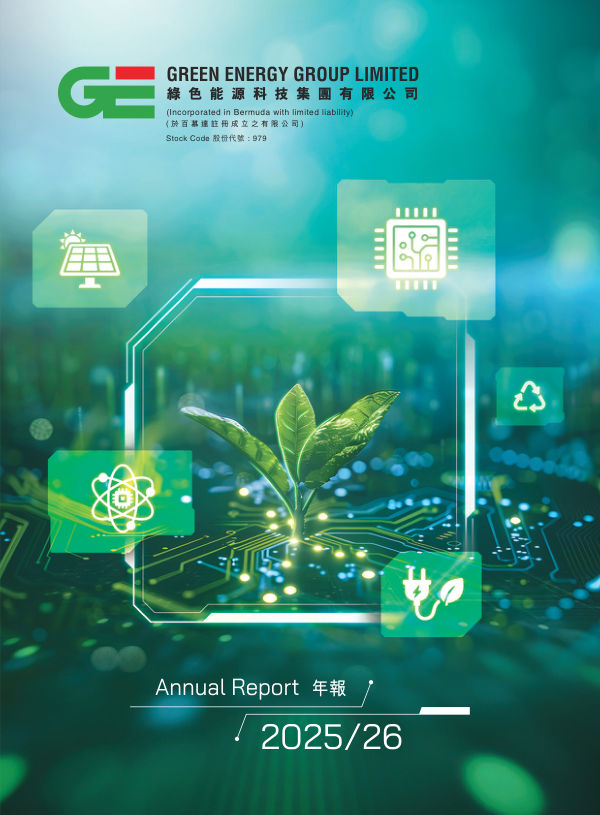 GE
GREEN ENERGY GROUP LIMITED
綠色能源科技集團有限公司
(Incorporated in Bermuda with limited liability)
(於百慕達註冊成立之有限公司)
Stock Code 股份代號 : 979
Annual Report 年報
2025/26